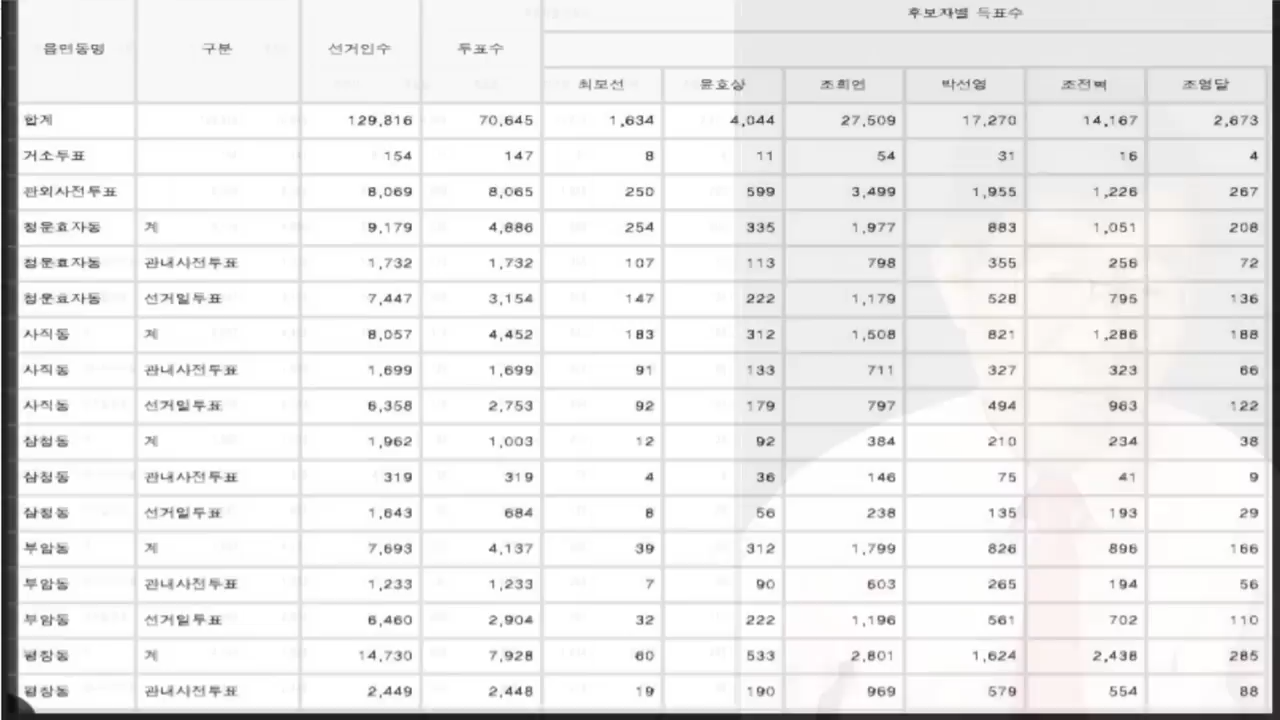 후보자별 득표수
읍면동명 구분 선거인수 투표수
최보선 윤호상 조희연 박선영 조전혁 조영달
합계 129,816 70,645 1,634 4,044 27,509 17,270 14,167 2,673
거소투표 154 147 8 11 54 31 16 4
관외사전투표 8,069 8,065 250 599 3,499 1,955 1,226 267
청운효자동 계 9,179 4,886 254 335 1,977 883 1,051 208
청운효자동 관내사전투표 1,732 1,732 107 113 798 355 256 72
청운효자동 선거일투표 7,447 3,154 147 222 1,179 528 795 136
사직동 계 8,057 4,452 183 312 1,508 821 1,286 188
사직동 관내사전투표 1,699 1,699 91 133 711 327 323 66
사직동 선거일투표 6,358 2,753 92 179 797 494 963 122
삼청동 계 1,962 1,003 12 92 384 210 234 38
삼청동 관내사전투표 319 319 4 36 146 75 41 9
삼청동 선거일투표 1,643 684 8 56 238 135 193 29
부암동 계 7,693 4,137 39 312 1,799 826 896 166
부암동 관내사전투표 1,233 1,233 7 90 603 265 194 56
부암동 선거일투표 6,460 2,904 32 222 1,196 561 702 110
평창동 계 14,730 7,928 60 533 2,801 1,624 2,438 285
평창동 관내사전투표 2,449 2,448 19 190 969 579 554 88